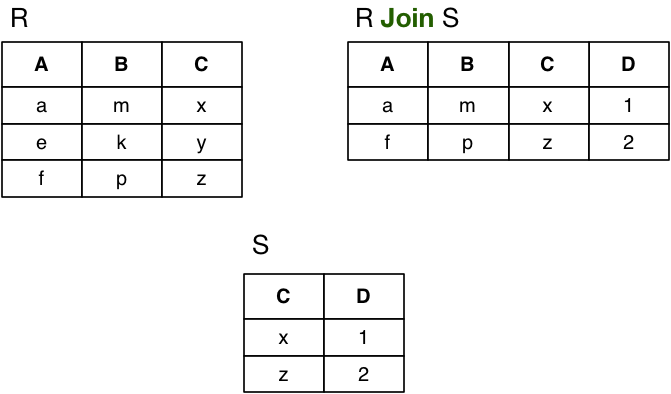 R
A B C
a m x
e k y
f p z
R Join S
A B C D
a m x 1
f p z 2
S
C D
x 1
z 2